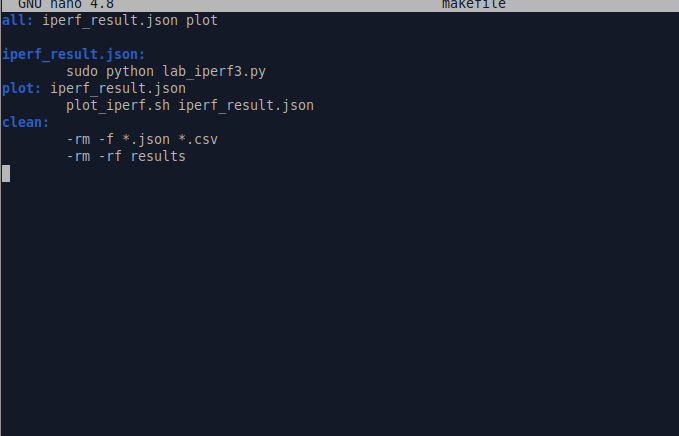 GNU nano 4.8 makefile
all: iperf_result.json plot
iperf_result.json:
sudo python lab_iperf3.py
plot: iperf_result.json
plot_iperf.sh iperf_result.json
clean:
-rm -f *.json *.csv
-rm -rf results